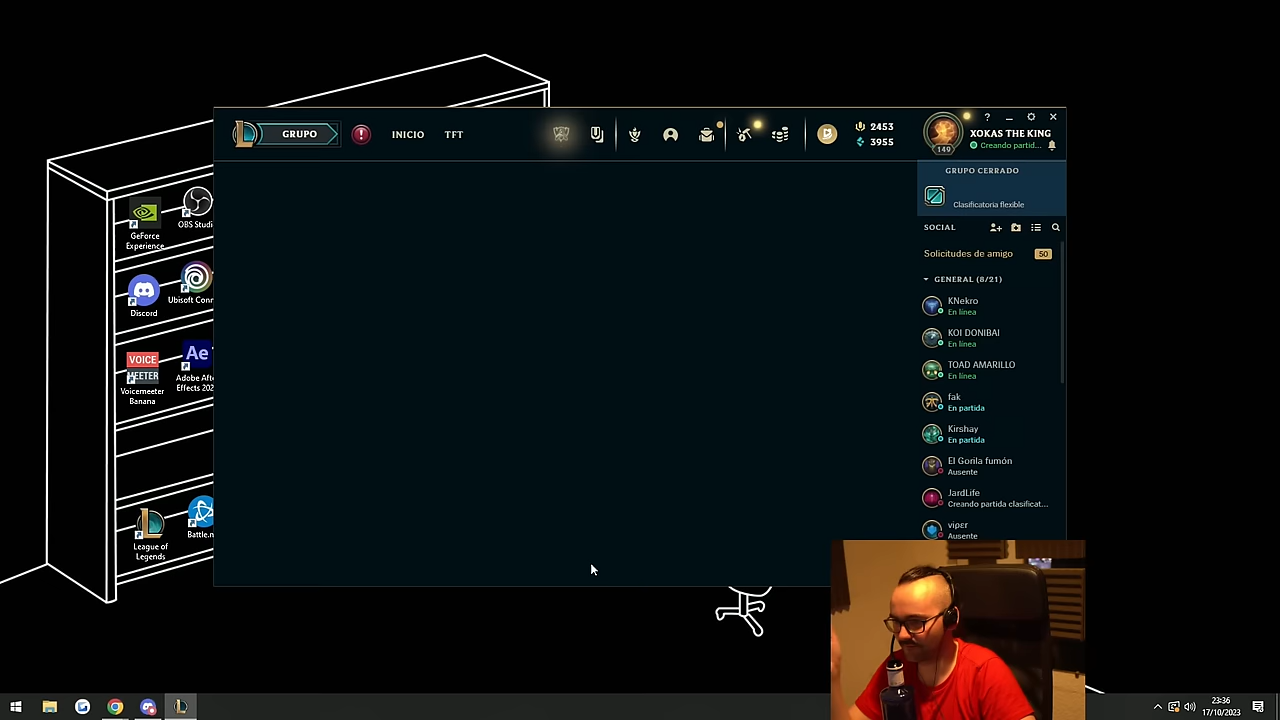 GRUPO
INICIO
TFT
2453
3955
149
XOKAS THE KING
Creando partid...
GRUPO CERRADO
Clasificatoria flexible
SOCIAL
Solicitudes de amigo
50
GENERAL (8/21)
KNekro
En línea
KOI DONIBAI
En línea
TOAD AMARILLO
En línea
fak
En partida
Kirshay
En partida
El Gorila fumón
Ausente
JardLife
Creando partida clasificat...
viper
Ausente
GeForce
Experience
OBS Studi
Discord
Ubisoft Conn
VOICE
MEETER
Voicemeeter
Banana
Ae
Adobe Aft
Effects 202
League of
Legends
Battle.n
23:36
17/10/2023